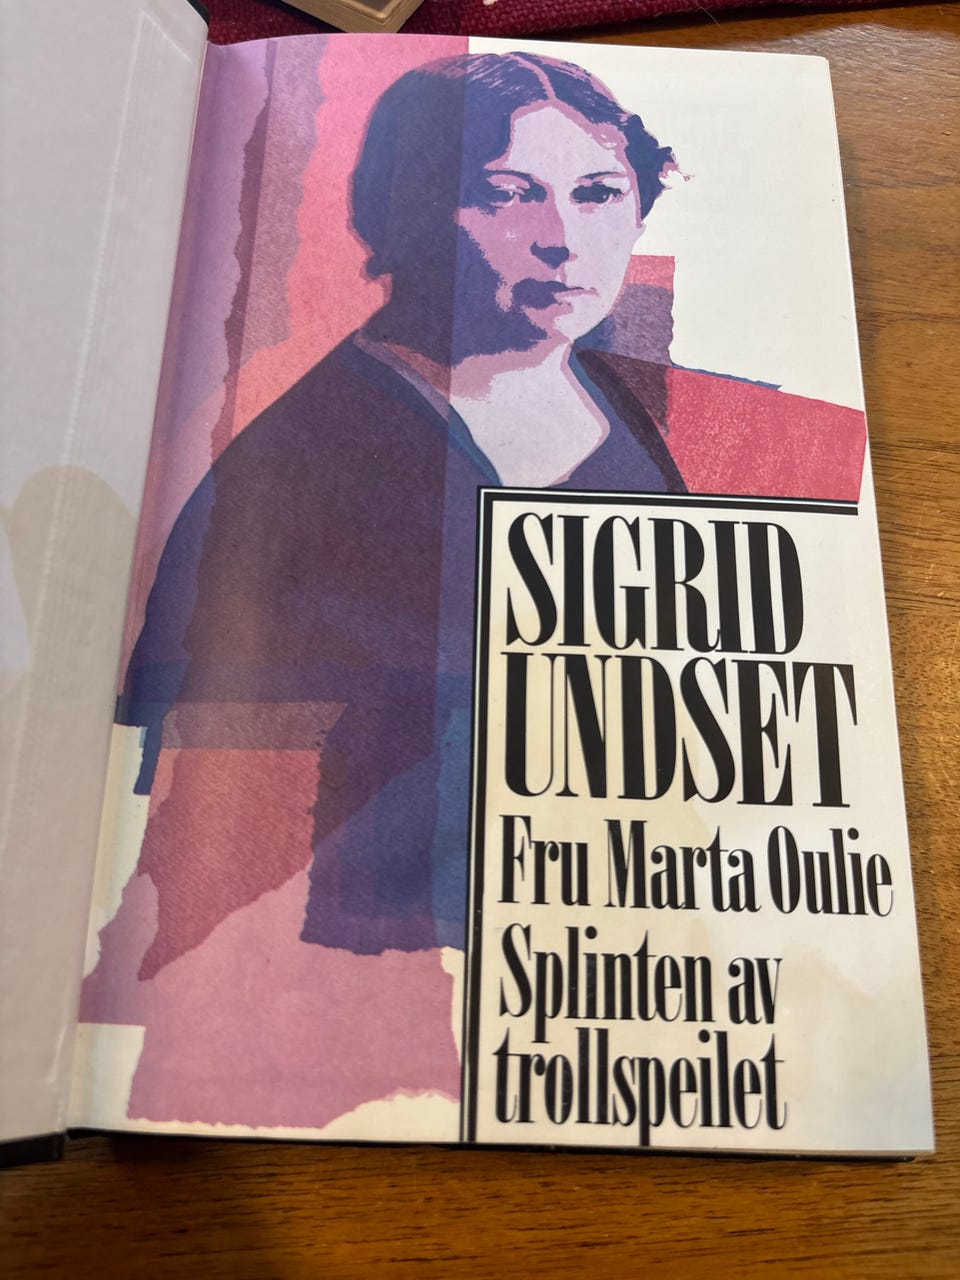 SIGRID
UNDSET
Fru Marta Oulie
Splinten av
trollspeilet